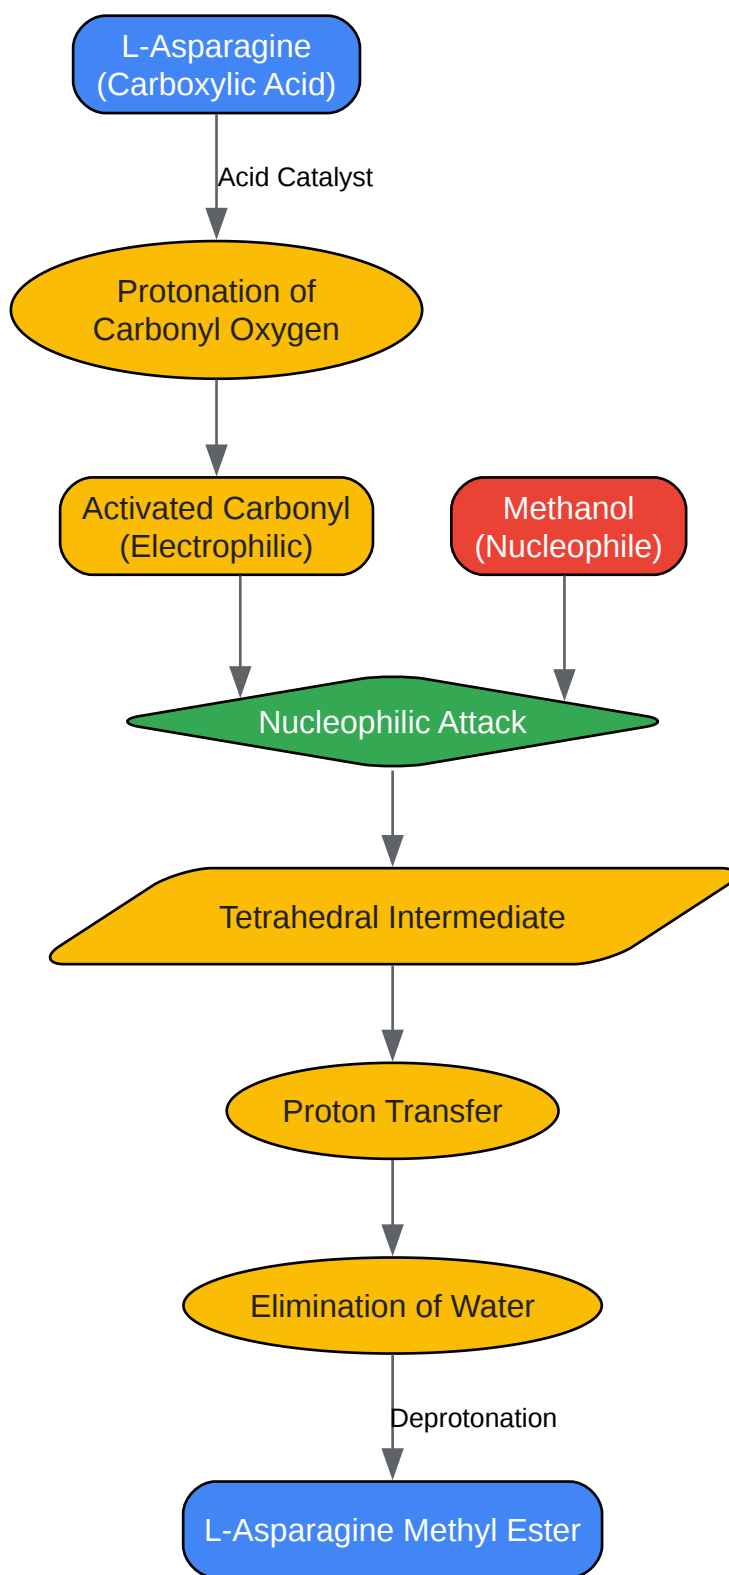 L-Asparagine
(Carboxylic Acid)
Acid Catalyst
Protonation of
Carbonyl Oxygen
Activated Carbonyl
(Electrophilic)
Methanol
(Nucleophile)
Nucleophilic Attack
Tetrahedral Intermediate
Proton Transfer
Elimination of Water
Deprotonation
L-Asparagine Methyl Ester